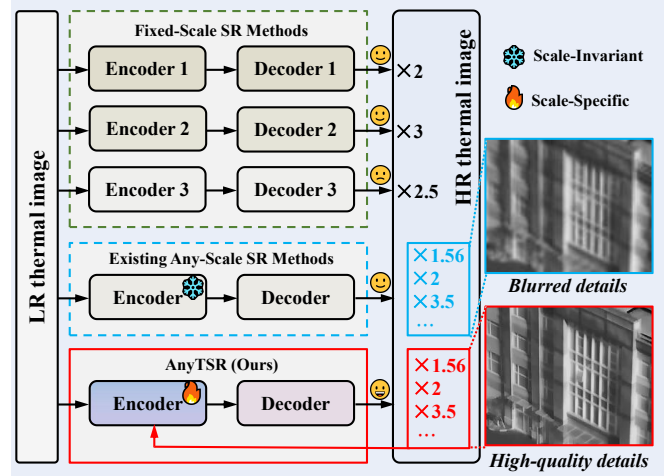 LR thermal image
Fixed-Scale SR Methods
Encoder 1
Decoder 1
×2
Encoder 2
Decoder 2
×3
Encoder 3
Decoder 3
×2.5
HR thermal image
Scale-Invariant
Scale-Specific
Existing Any-Scale SR Methods
Encoder
Decoder
×1.56
×2
×3.5
...
Blurred details
AnyTSR (Ours)
Encoder
Decoder
×1.56
×2
×3.5
...
High-quality details